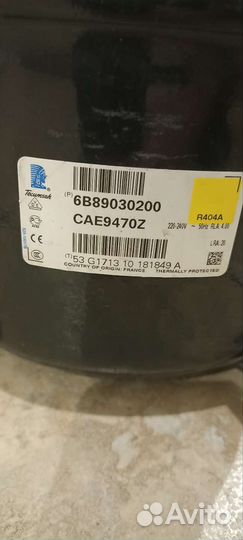 Tecumseh
(P) 6B89030200
CAE9470Z
R404A
220-240V ~ 50Hz RLA: 4.00
LRA: 26
(T) 53 G1713 10 181849 A
COUNTRY OF ORIGIN: FRANCE THERMALLY PROTECTED
Avito